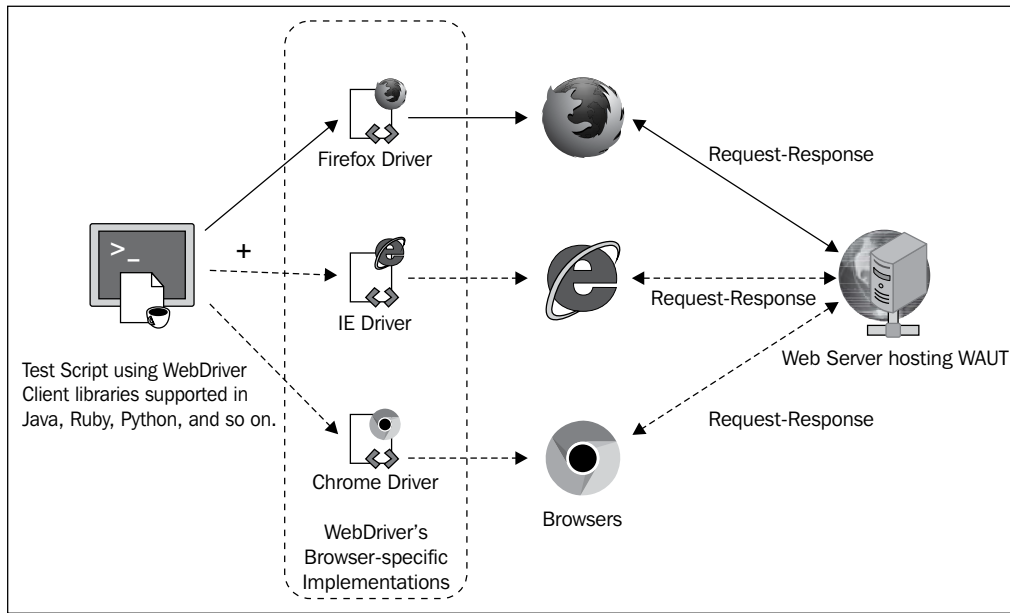 Firefox Driver
Request-Response
>_
+
IE Driver
Request-Response
Test Script using WebDriver
Client libraries supported in
Java, Ruby, Python, and so on.
Web Server hosting WAUT
Request-Response
Chrome Driver
Browsers
WebDriver's
Browser-specific
Implementations